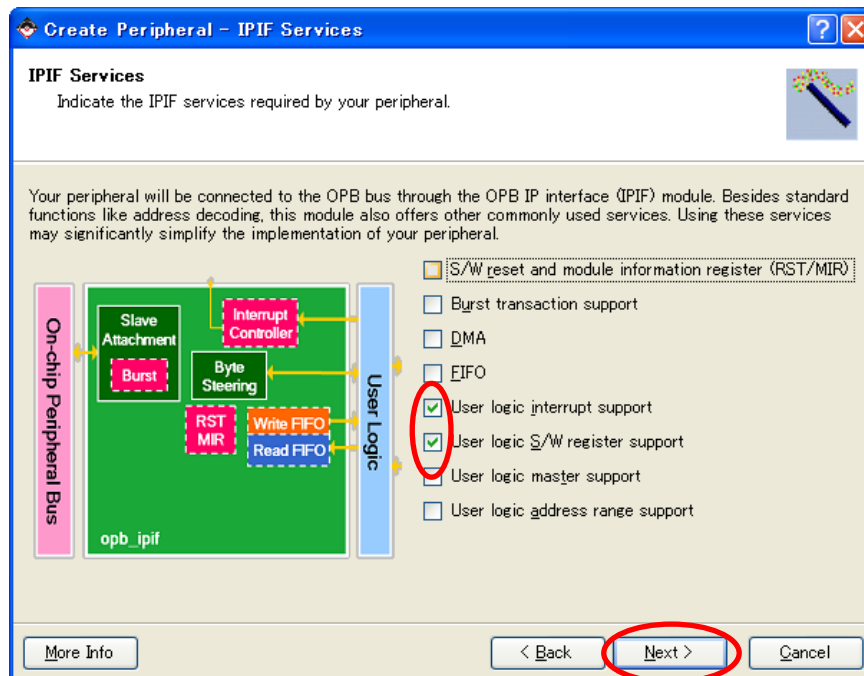 Create Peripheral - IPIF Services
IPIF Services
Indicate the IPIF services required by your peripheral.
Your peripheral will be connected to the OPB bus through the OPB IP interface (IPIF) module. Besides standard
functions like address decoding, this module also offers other commonly used services. Using these services
may significantly simplify the implementation of your peripheral.
On-chip Peripheral Bus
Slave
Attachment
Burst
Interrupt
Controller
Byte
Steering
RST
MIR
Write FIFO
Read FIFO
opb_ipif
User Logic
S/W reset and module information register (RST/MIR)
Burst transaction support
DMA
FIFO
User logic interrupt support
User logic S/W register support
User logic master support
User logic address range support
More Info
< Back
Next >
Cancel